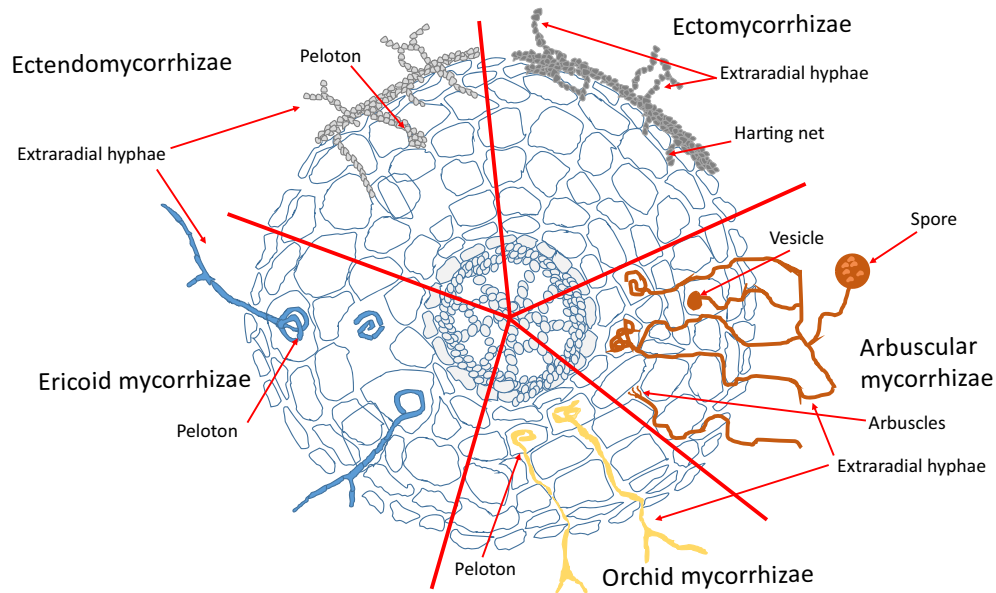 Ectomycorrhizae
Ectendomycorrhizae
Peloton
Extraradial hyphae
Harting net
Extraradial hyphae
Spore
Vesicle
Arbuscular
mycorrhizae
Ericoid mycorrhizae
Peloton
Arbuscles
Extraradial hyphae
Peloton
Orchid mycorrhizae